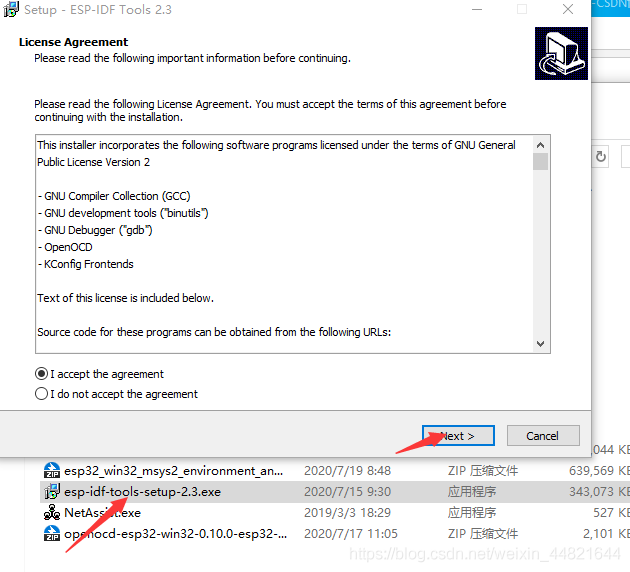 Setup - ESP-IDF Tools 2.3
-CSDN
License Agreement
Please read the following important information before continuing.
Please read the following License Agreement. You must accept the terms of this agreement before
continuing with the installation.
This installer incorporates the following software programs licensed under the terms of GNU General
Public License Version 2
- GNU Compiler Collection (GCC)
- GNU development tools ("binutils")
- GNU Debugger ("gdb")
- OpenOCD
- KConfig Frontends
Text of this license is included below.
Source code for these programs can be obtained from the following URLs:
I accept the agreement
I do not accept the agreement
Next >
Cancel
,044 KB
esp32_win32_msys2_environment_an... 2020/7/19 8:48 ZIP 压缩文件 639,569 KB
esp-idf-tools-setup-2.3.exe 2020/7/15 9:30 应用程序 343,073 KB
NetAssist.exe 2019/3/3 18:29 应用程序 527 KB
openocd-esp32-win32-0.10.0-esp32-... 2020/7/17 11:05 ZIP 压缩文件 2,101 KB
https://blog.csdn.net/weixin_44821644